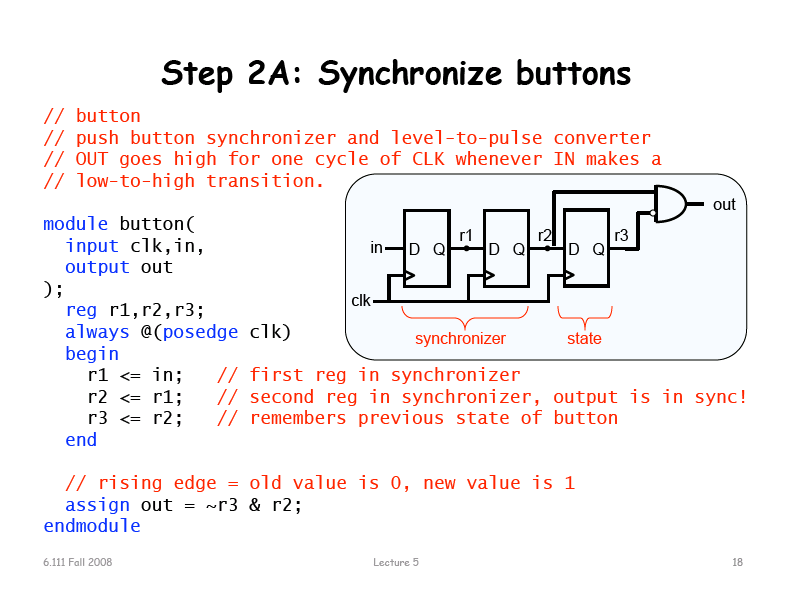 Step 2A: Synchronize buttons
// button
// push button synchronizer and level-to-pulse converter
// OUT goes high for one cycle of CLK whenever IN makes a
// low-to-high transition.
module button(
input clk,in,
output out
);
reg r1,r2,r3;
always @(posedge clk)
begin
r1 <= in; // first reg in synchronizer
r2 <= r1; // second reg in synchronizer, output is in sync!
r3 <= r2; // remembers previous state of button
end
// rising edge = old value is 0, new value is 1
assign out = ~r3 & r2;
endmodule
out
in D Q r1 D Q r2 D Q r3
clk
synchronizer state
6.111 Fall 2008 Lecture 5 18